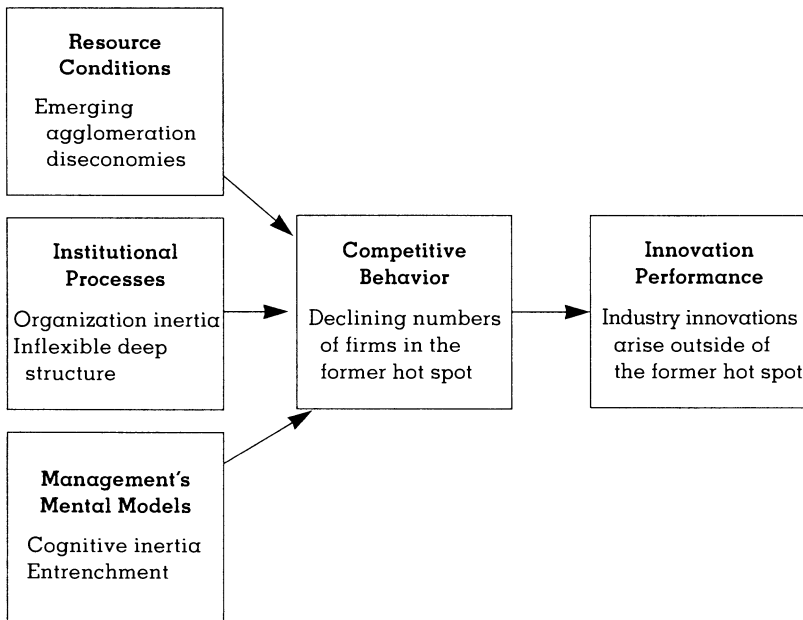 Resource
Conditions
Emerging
agglomeration
diseconomies
Institutional
Processes
Organization inertia
Inflexible deep
structure
Management's
Mental Models
Cognitive inertia
Entrenchment
Competitive
Behavior
Declining numbers
of firms in the
former hot spot
Innovation
Performance
Industry innovations
arise outside of
the former hot spot